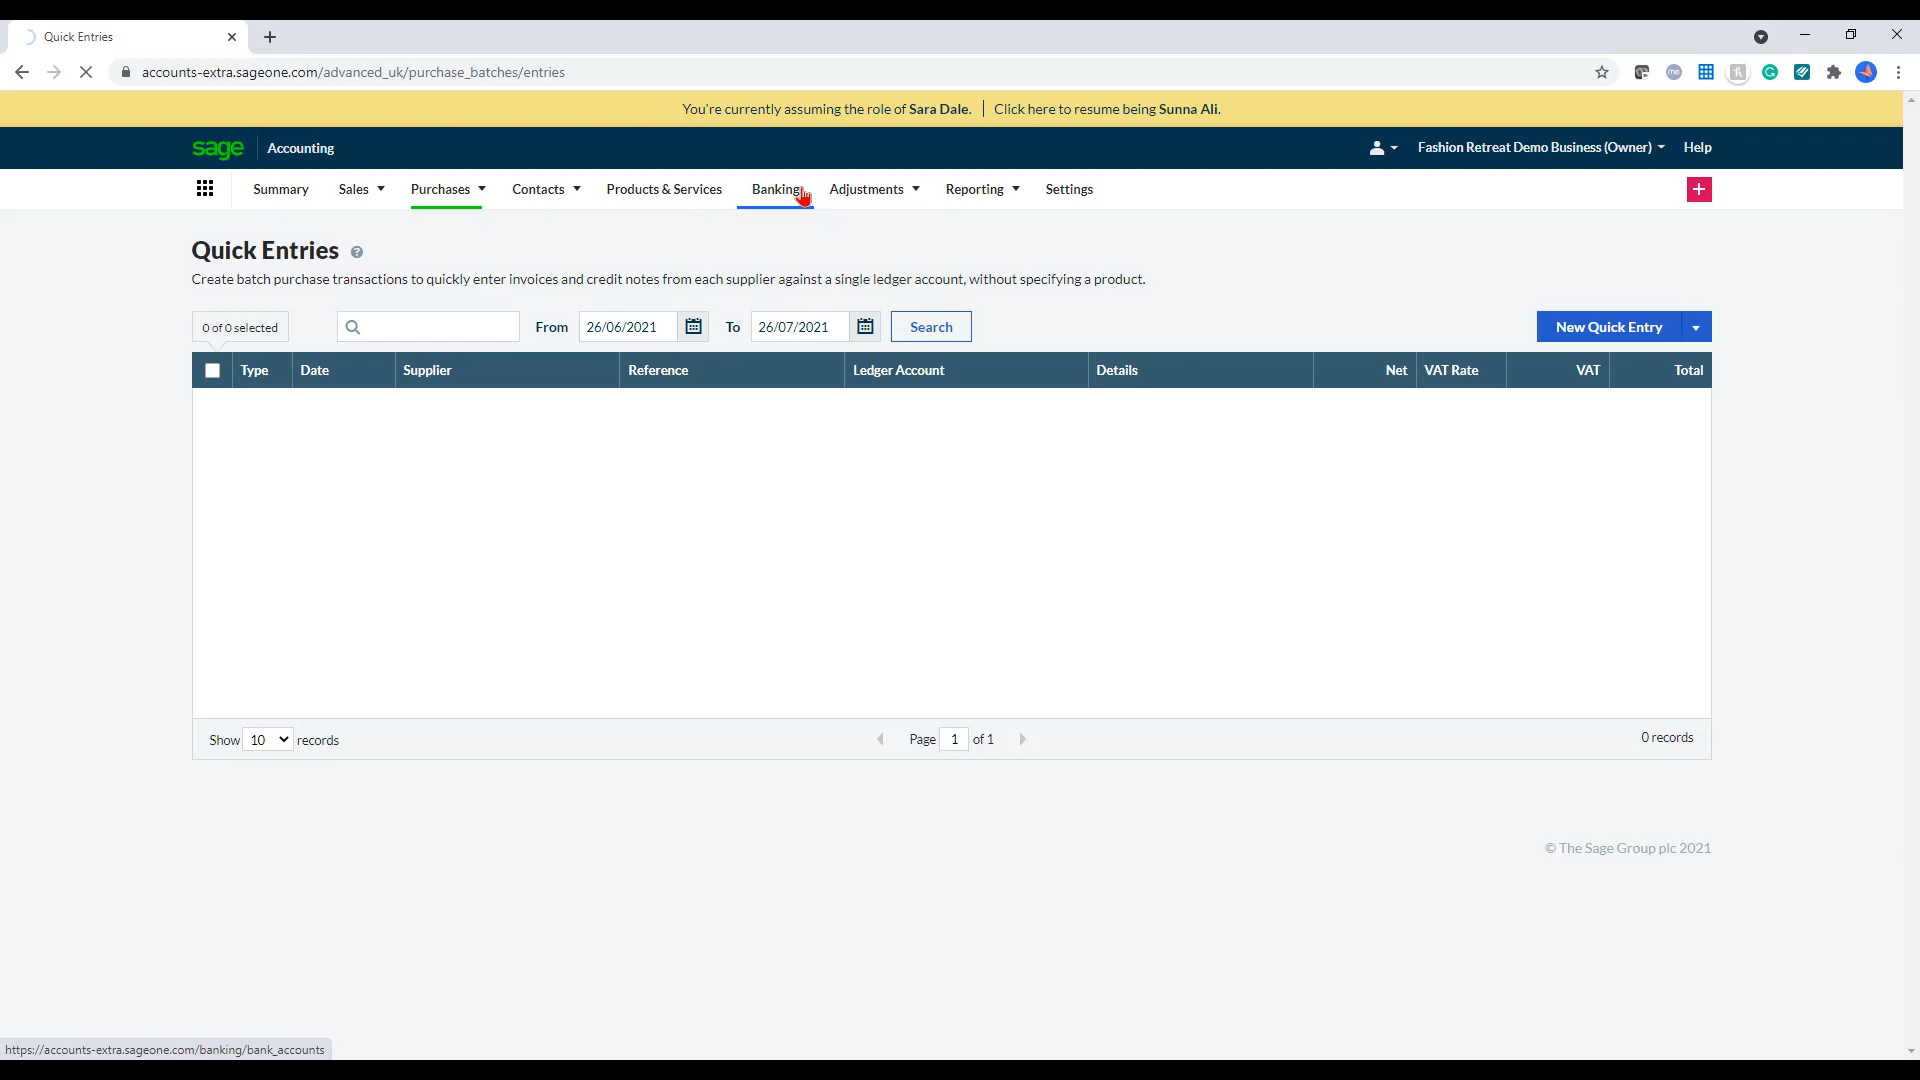 Quick Entries
accounts-extra.sageone.com/advanced_uk/purchase_batches/entries
You're currently assuming the role of Sara Dale. Click here to resume being Sunna Ali.
sage Accounting Fashion Retreat Demo Business (Owner) Help
Summary Sales Purchases Contacts Products & Services Banking Adjustments Reporting Settings
Quick Entries
Create batch purchase transactions to quickly enter invoices and credit notes from each supplier against a single ledger account, without specifying a product.
0 of 0 selected From 26/06/2021 To 26/07/2021 Search New Quick Entry
Type Date Supplier Reference Ledger Account Details Net VAT Rate VAT Total
Show 10 records Page 1 of 1 0 records
© The Sage Group plc 2021
https://accounts-extra.sageone.com/banking/bank_accounts